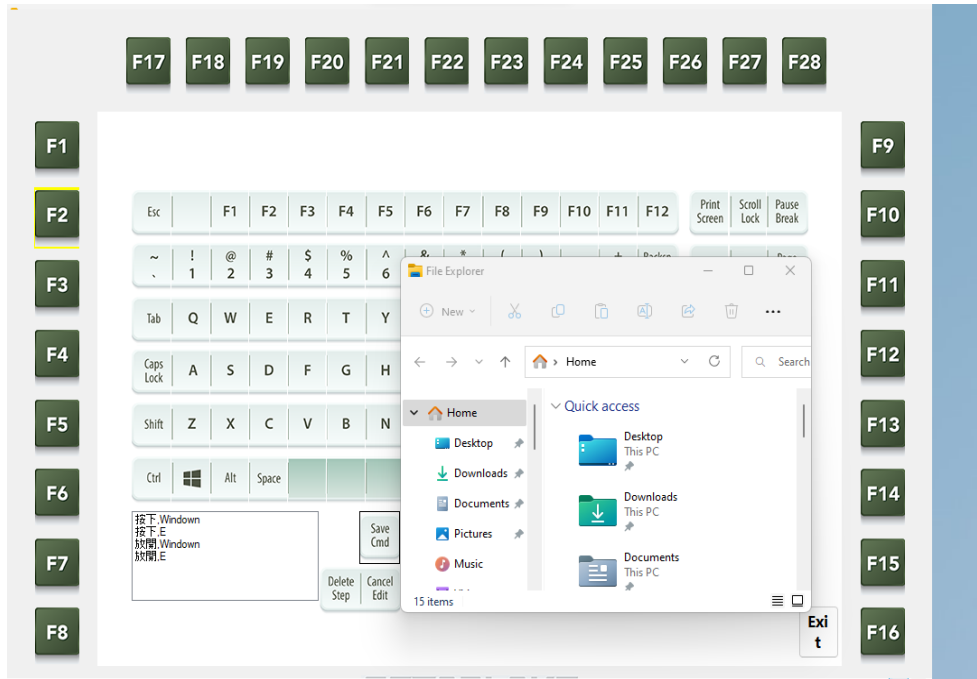 F17 F18 F19 F20 F21 F22 F23 F24 F25 F26 F27 F28
F1
F9
F2
F10
F3
F11
F4
F12
F5
F13
F6
F14
F7
F15
F8
F16
Esc F1 F2 F3 F4 F5 F6 F7 F8 F9 F10 F11 F12
Print Screen
Scroll Lock
Pause Break
~ ! @ # $ % ^
` 1 2 3 4 5 6
Tab Q W E R T Y
Caps Lock A S D F G H
Shift Z X C V B N
Ctrl Alt Space
按下,Window
按下,E
放開,Window
放開,E
Save
Cmd
Delete
Step
Cancel
Edit
File Explorer
New
Home
Search
Home
Desktop
Downloads
Documents
Pictures
Music
Quick access
Desktop
This PC
Downloads
This PC
Documents
This PC
15 items
Exi
t